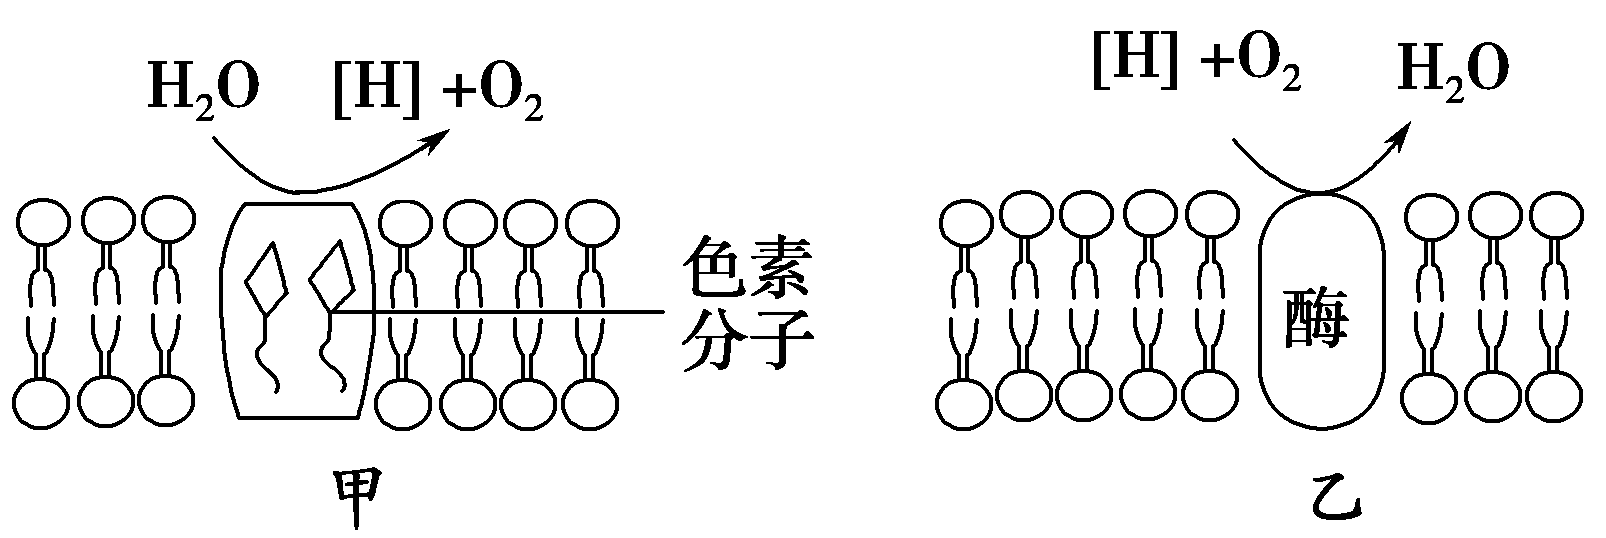 H₂O [H]+O₂
色素
分子
甲
[H]+O₂ H₂O
酶
乙